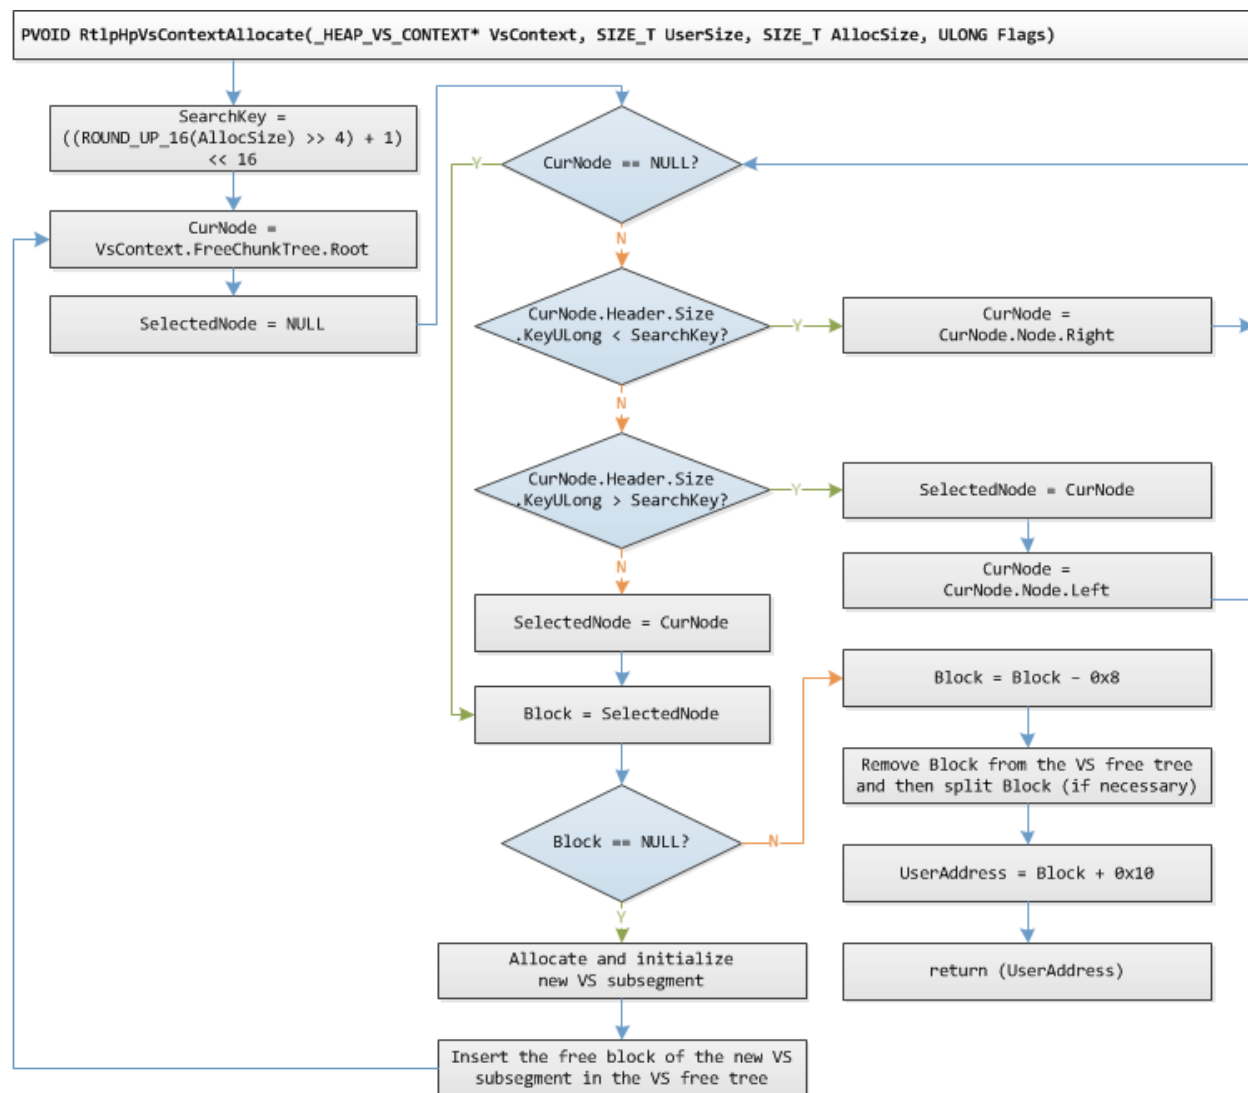 PVOID RtlpHpVsContextAllocate(_HEAP_VS_CONTEXT* VsContext, SIZE_T UserSize, SIZE_T AllocSize, ULONG Flags)
SearchKey =
((ROUND_UP_16(AllocSize) >> 4) + 1)
<< 16
CurNode =
VsContext.FreeChunkTree.Root
SelectedNode = NULL
CurNode == NULL?
Y
N
CurNode.Header.Size
.KeyULong < SearchKey?
Y
CurNode =
CurNode.Node.Right
N
CurNode.Header.Size
.KeyULong > SearchKey?
Y
SelectedNode = CurNode
CurNode =
CurNode.Node.Left
N
SelectedNode = CurNode
Block = SelectedNode
Block == NULL?
N
Block = Block – 0x8
Remove Block from the VS free tree
and then split Block (if necessary)
UserAddress = Block + 0x10
return (UserAddress)
Y
Allocate and initialize
new VS subsegment
Insert the free block of the new VS
subsegment in the VS free tree